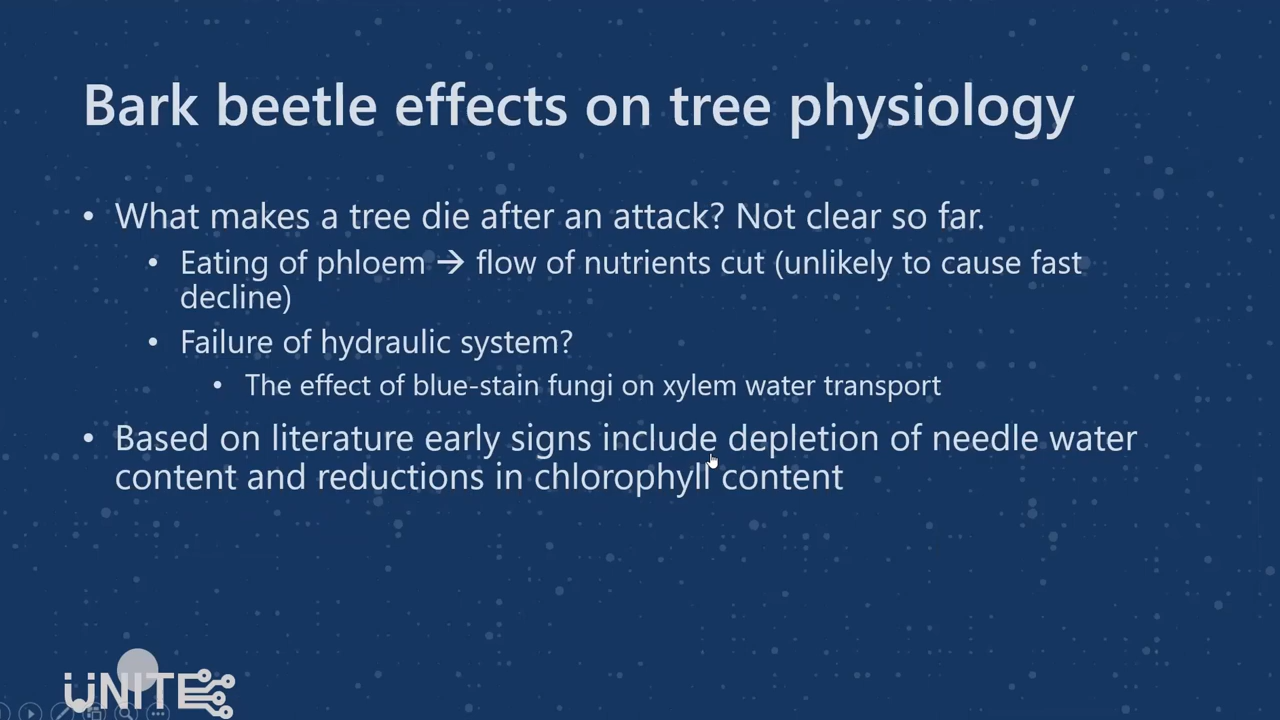 Bark beetle effects on tree physiology
• What makes a tree die after an attack? Not clear so far.
• Eating of phloem → flow of nutrients cut (unlikely to cause fast
decline)
• Failure of hydraulic system?
• The effect of blue-stain fungi on xylem water transport
• Based on literature early signs include depletion of needle water
content and reductions in chlorophyll content
UNITE